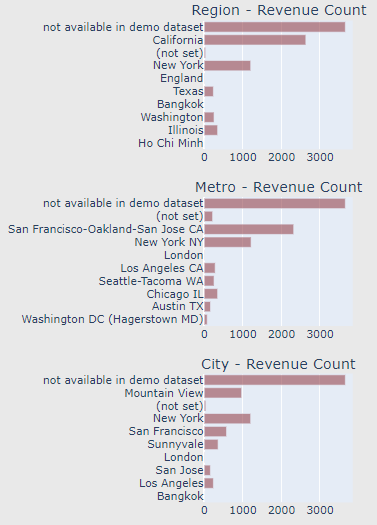 Region - Revenue Count
not available in demo dataset
California
(not set)
New York
England
Texas
Bangkok
Washington
Illinois
Ho Chi Minh
0 1000 2000 3000
Metro - Revenue Count
not available in demo dataset
(not set)
San Francisco-Oakland-San Jose CA
New York NY
London
Los Angeles CA
Seattle-Tacoma WA
Chicago IL
Austin TX
Washington DC (Hagerstown MD)
0 1000 2000 3000
City - Revenue Count
not available in demo dataset
Mountain View
(not set)
New York
San Francisco
Sunnyvale
London
San Jose
Los Angeles
Bangkok
0 1000 2000 3000